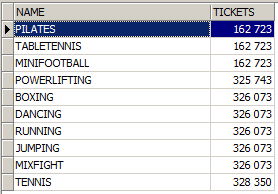 NAME TICKETS
PILATES 162 723
TABLETENNIS 162 723
MINIFOOTBALL 162 723
POWERLIFTING 325 743
BOXING 326 073
DANCING 326 073
RUNNING 326 073
JUMPING 326 073
MIXFIGHT 326 073
TENNIS 328 350